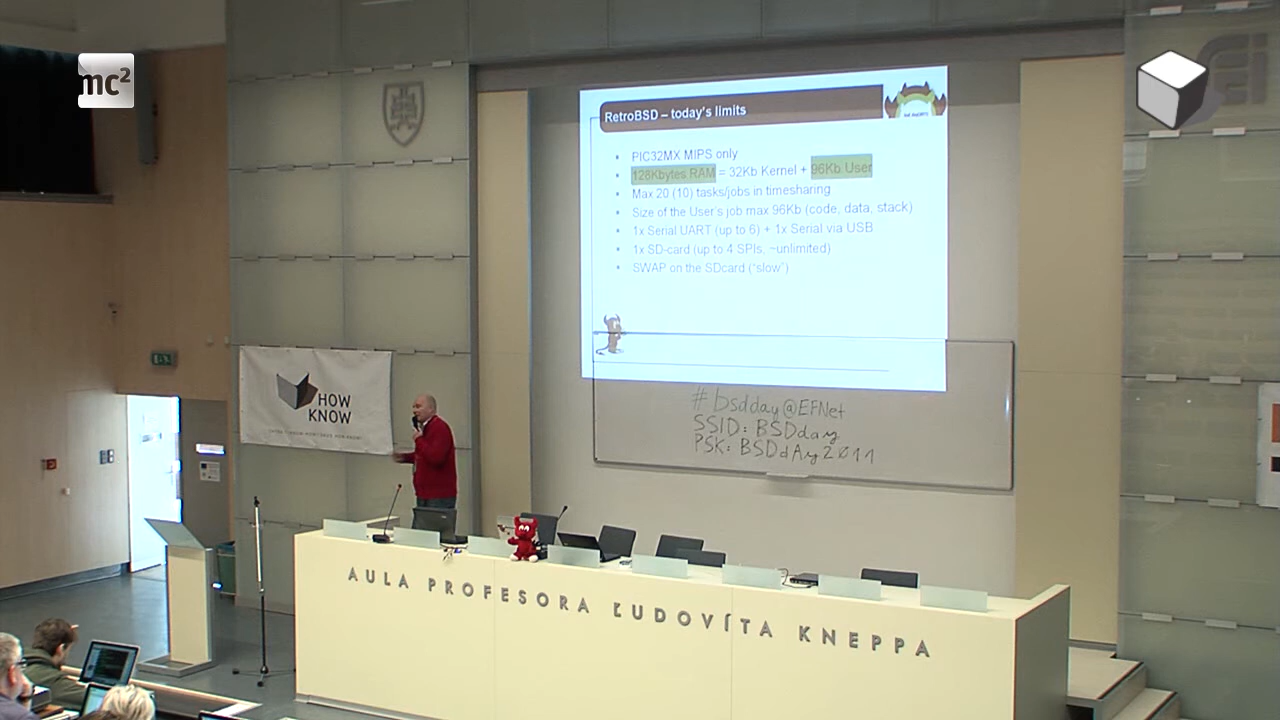 mc²
RetroBSD – today's limits
PIC32MX MIPS only
128Kbytes RAM = 32Kb Kernel + 96Kb User
Max 20 (10) tasks/jobs in timesharing
Size of the User's job max 96Kb (code, data, stack)
1x Serial UART (up to 6) + 1x Serial via USB
1x SD-card (up to 4 SPIs, ~unlimited)
SWAP on the SDcard ("slow")
HOW
KNOW
#bsdday@EFNet
SSID: BSDday
PSK: BSDdAy2011
AULA PROFESORA ĽUDOVÍTA KNEPPA